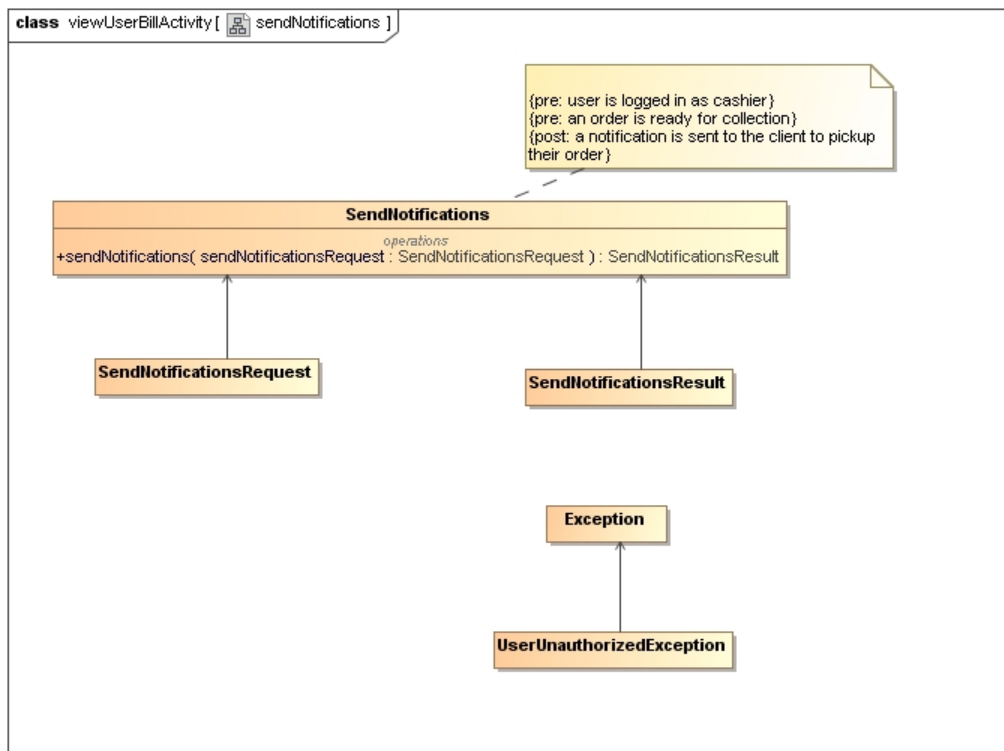 class viewUserBillActivity [ sendNotifications ]
{pre: user is logged in as cashier}
{pre: an order is ready for collection}
{post: a notification is sent to the client to pickup
their order}
SendNotifications
operations
+sendNotifications( sendNotificationsRequest : SendNotificationsRequest ) : SendNotificationsResult
SendNotificationsRequest
SendNotificationsResult
Exception
UserUnauthorizedException